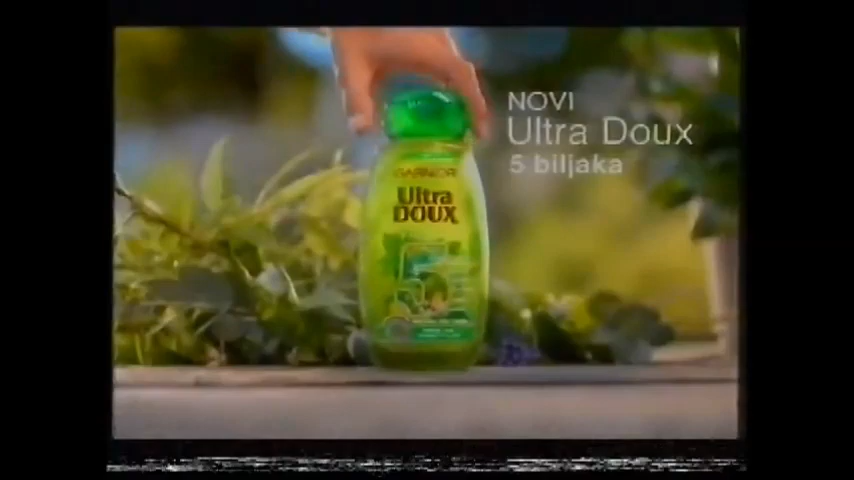 NOVI
Ultra Doux
5 biljaka
GARNIER
Ultra
DOUX